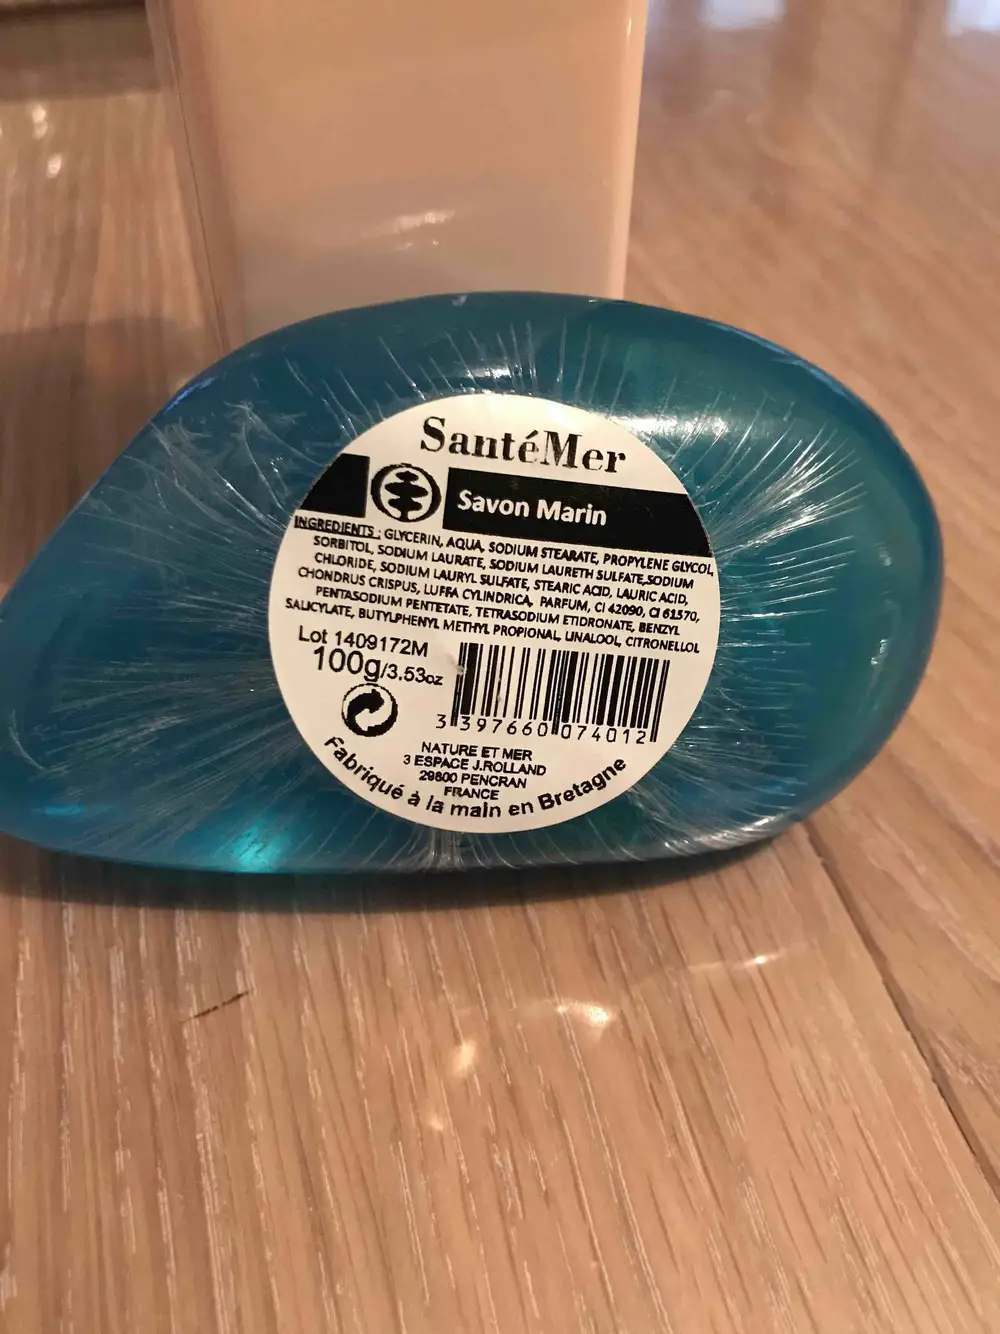 SantéMer
Savon Marin
INGREDIENTS : GLYCERIN, AQUA, SODIUM STEARATE, PROPYLENE GLYCOL,
SORBITOL, SODIUM LAURATE, SODIUM LAURETH SULFATE,SODIUM
CHLORIDE, SODIUM LAURYL SULFATE, STEARIC ACID, LAURIC ACID,
CHONDRUS CRISPUS, LUFFA CYLINDRICA, PARFUM, CI 42090, CI 61570,
PENTASODIUM PENTETATE, TETRASODIUM ETIDRONATE, BENZYL
SALICYLATE, BUTYLPHENYL METHYL PROPIONAL, LINALOOL, CITRONELLOL
Lot 1409172M
100g/3.53oz
3 397660 074012
NATURE ET MER
3 ESPACE J.ROLLAND
29800 PENCRAN
FRANCE
Fabriqué à la main en Bretagne